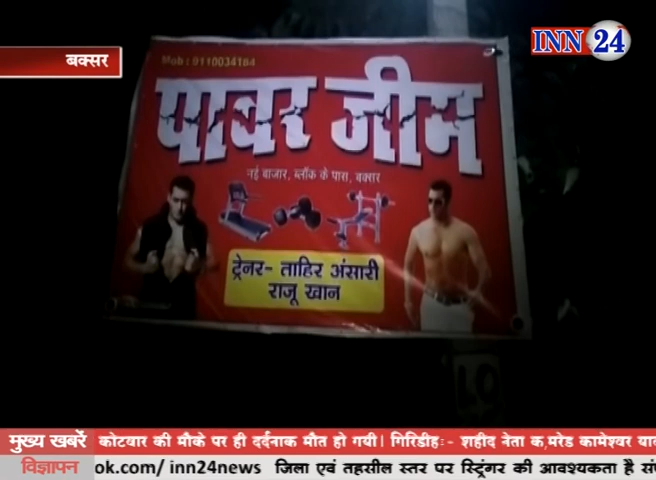 INN 24
बक्सर
Mob : 9110034184
पावर जीम
नई बाजार, ब्लॉक के पास, बक्सर
ट्रेनर- ताहिर अंसारी
राजू खान
मुख्य खबरें कोटवार की मौके पर ही दर्दनाक मौत हो गयी। गिरिडीहः- शहीद नेता क,मरेड कामेश्वर याद
विज्ञापन ok.com/ inn24news जिला एवं तहसील स्तर पर स्ट्रिंगर की आवश्यकता है संप